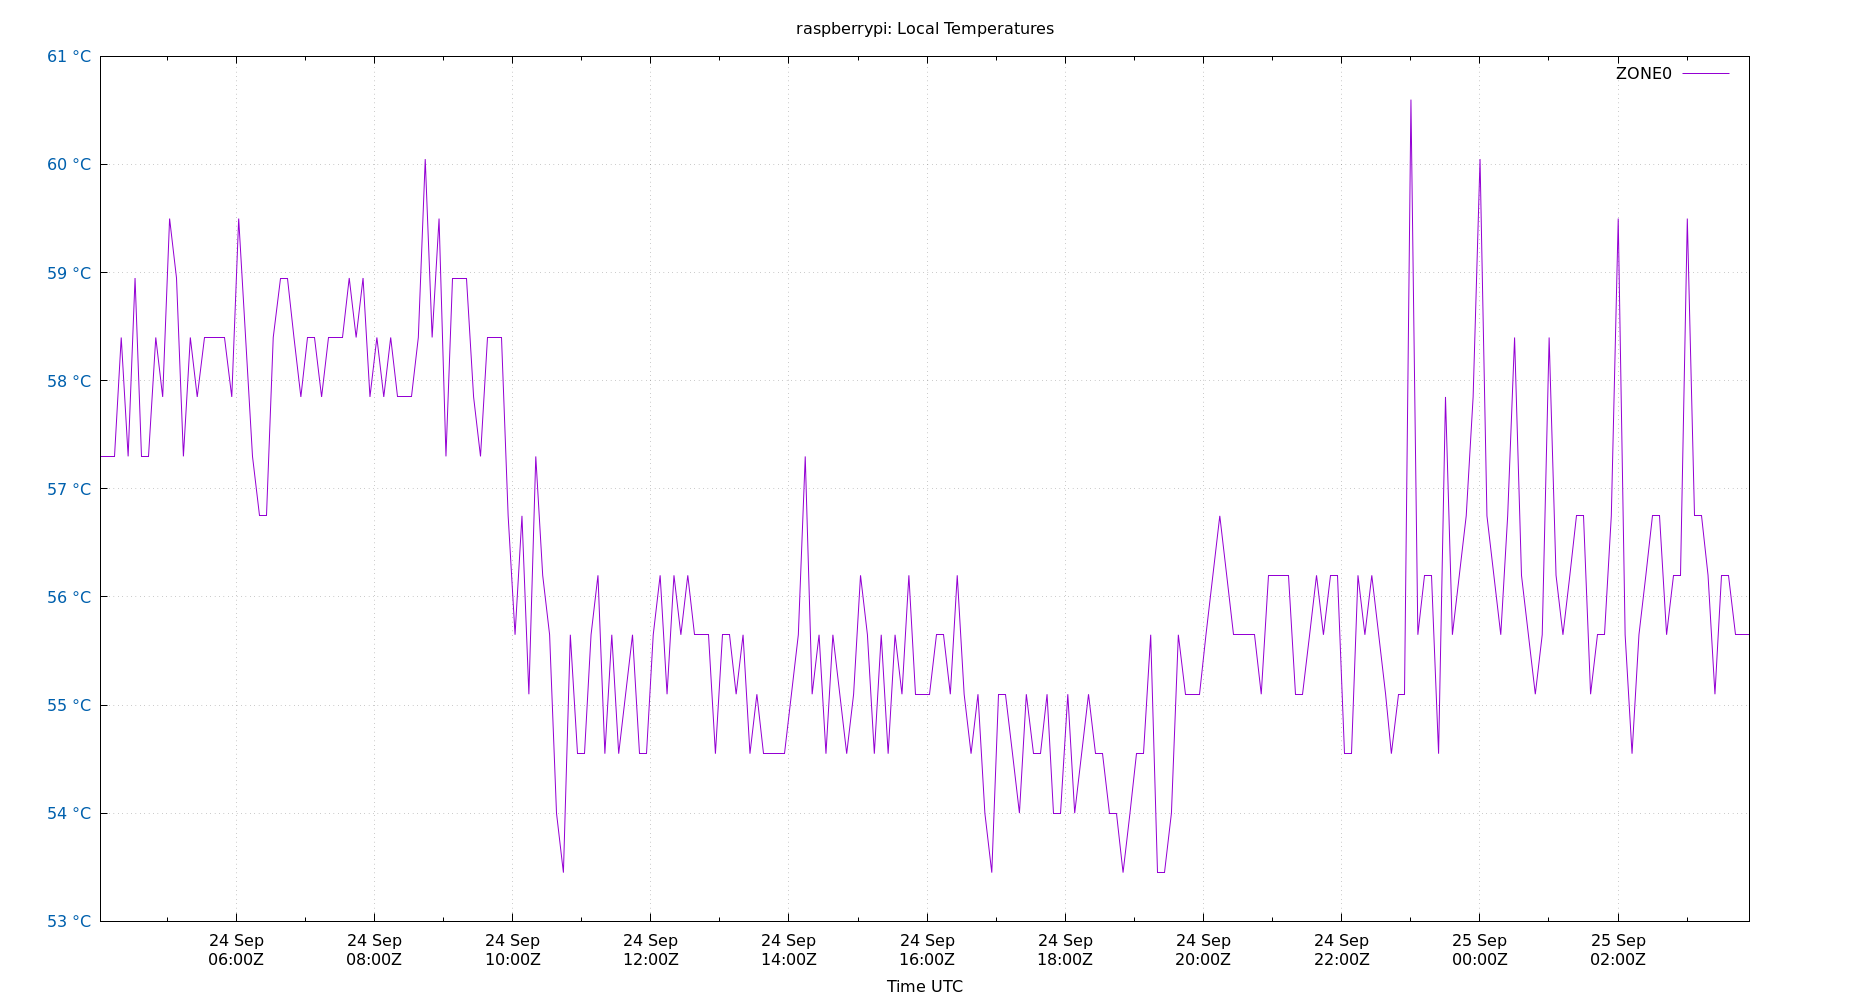 raspberrypi: Local Temperatures
61 °C
ZONE0
60 °C
59 °C
58 °C
57 °C
56 °C
55 °C
54 °C
53 °C
24 Sep 24 Sep 24 Sep 24 Sep 24 Sep 24 Sep 24 Sep 24 Sep 24 Sep 25 Sep 25 Sep
06:00Z 08:00Z 10:00Z 12:00Z 14:00Z 16:00Z 18:00Z 20:00Z 22:00Z 00:00Z 02:00Z
Time UTC